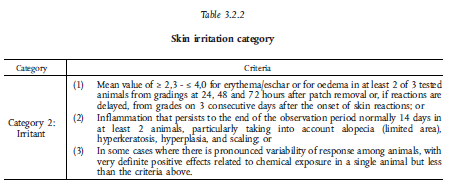 Table 3.2.2
Skin irritation category
Category
Criteria
Category 2:
Irritant
(1) Mean value of ≥ 2,3 - ≤ 4,0 for erythema/eschar or for oedema in at least 2 of 3 tested
animals from gradings at 24, 48 and 72 hours after patch removal or, if reactions are
delayed, from grades on 3 consecutive days after the onset of skin reactions; or
(2) Inflammation that persists to the end of the observation period normally 14 days in
at least 2 animals, particularly taking into account alopecia (limited area),
hyperkeratosis, hyperplasia, and scaling; or
(3) In some cases where there is pronounced variability of response among animals, with
very definite positive effects related to chemical exposure in a single animal but less
than the criteria above.